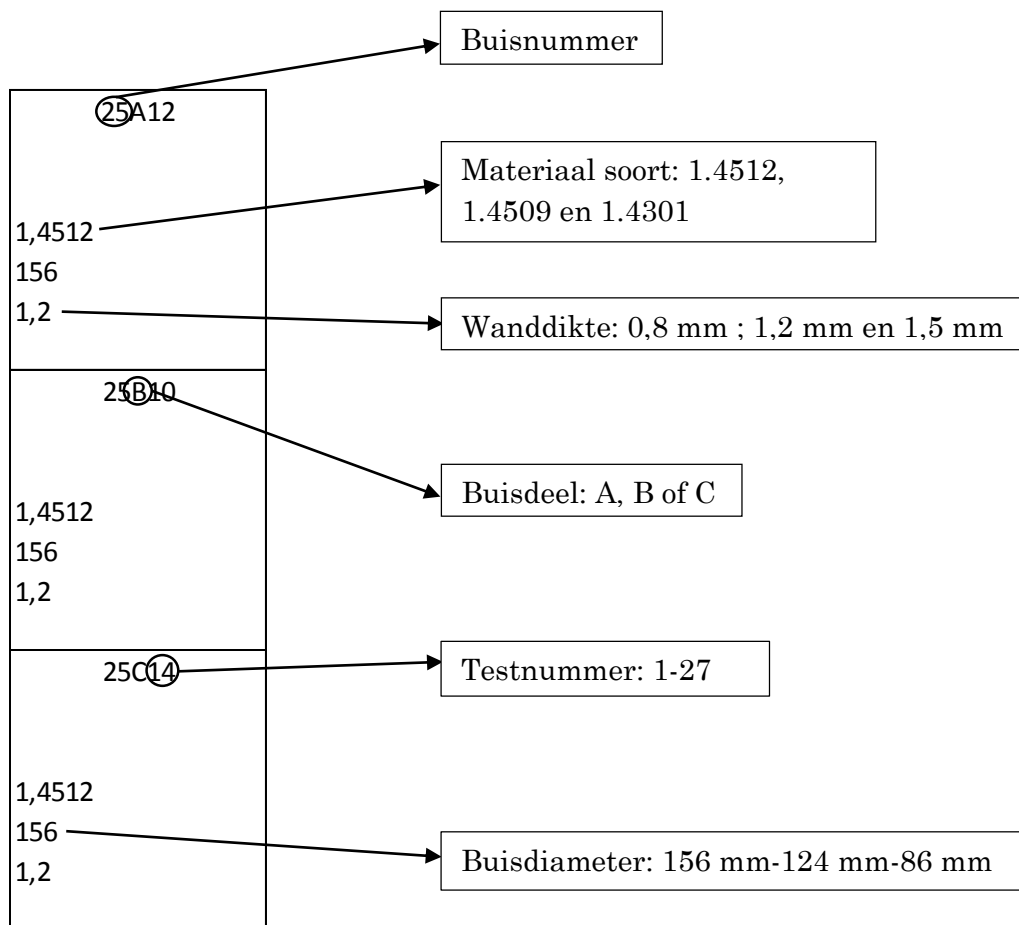 Buisnummer
25A12
Materiaal soort: 1.4512,
1.4509 en 1.4301
1,4512
156
1,2
Wanddikte: 0,8 mm ; 1,2 mm en 1,5 mm
25B10
Buisdeel: A, B of C
1,4512
156
1,2
25C14
Testnummer: 1-27
1,4512
156
1,2
Buisdiameter: 156 mm-124 mm-86 mm